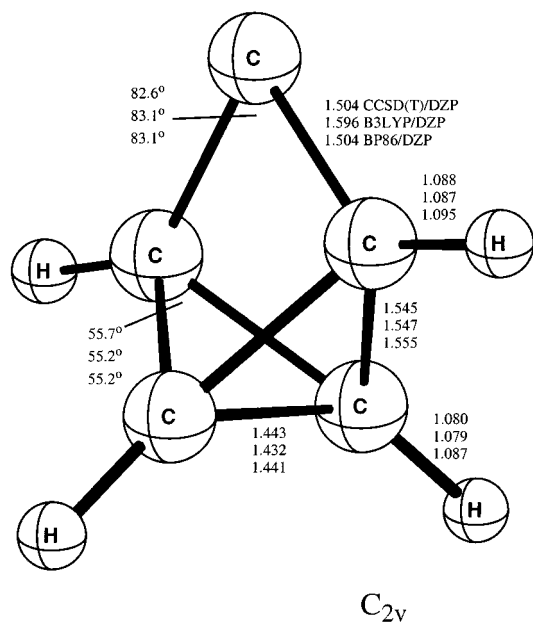 C
82.6°
83.1°
83.1°
1.504 CCSD(T)/DZP
1.596 B3LYP/DZP
1.504 BP86/DZP
1.088
1.087
1.095
H
C
C
H
55.7°
55.2°
55.2°
1.545
1.547
1.555
C
C
1.443
1.432
1.441
1.080
1.079
1.087
H
H
C2v